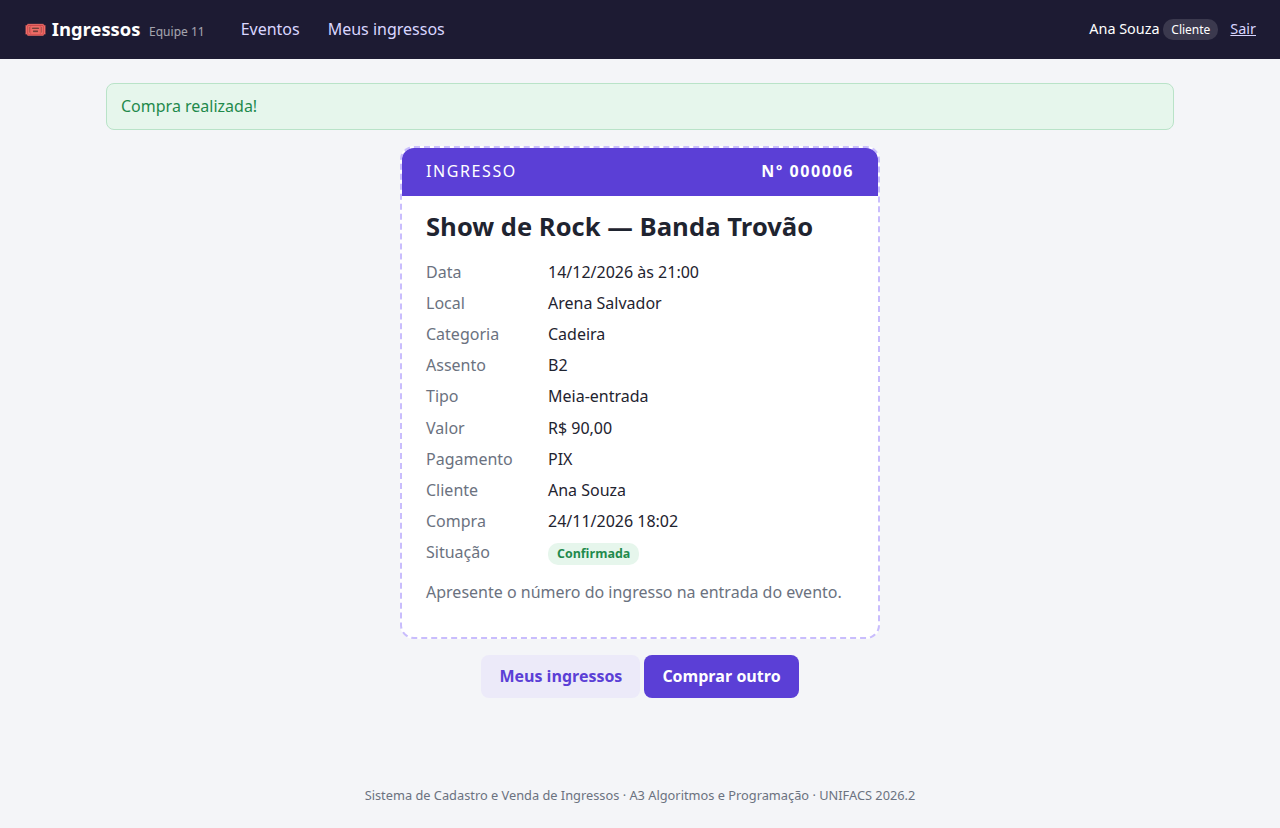 Ingressos Equipe 11 Eventos Meus ingressos Ana Souza Cliente Sair
Compra realizada!
INGRESSO Nº 000006
Show de Rock — Banda Trovão
Data 14/12/2026 às 21:00
Local Arena Salvador
Categoria Cadeira
Assento B2
Tipo Meia-entrada
Valor R$ 90,00
Pagamento PIX
Cliente Ana Souza
Compra 24/11/2026 18:02
Situação Confirmada
Apresente o número do ingresso na entrada do evento.
Meus ingressos Comprar outro
Sistema de Cadastro e Venda de Ingressos · A3 Algoritmos e Programação · UNIFACS 2026.2